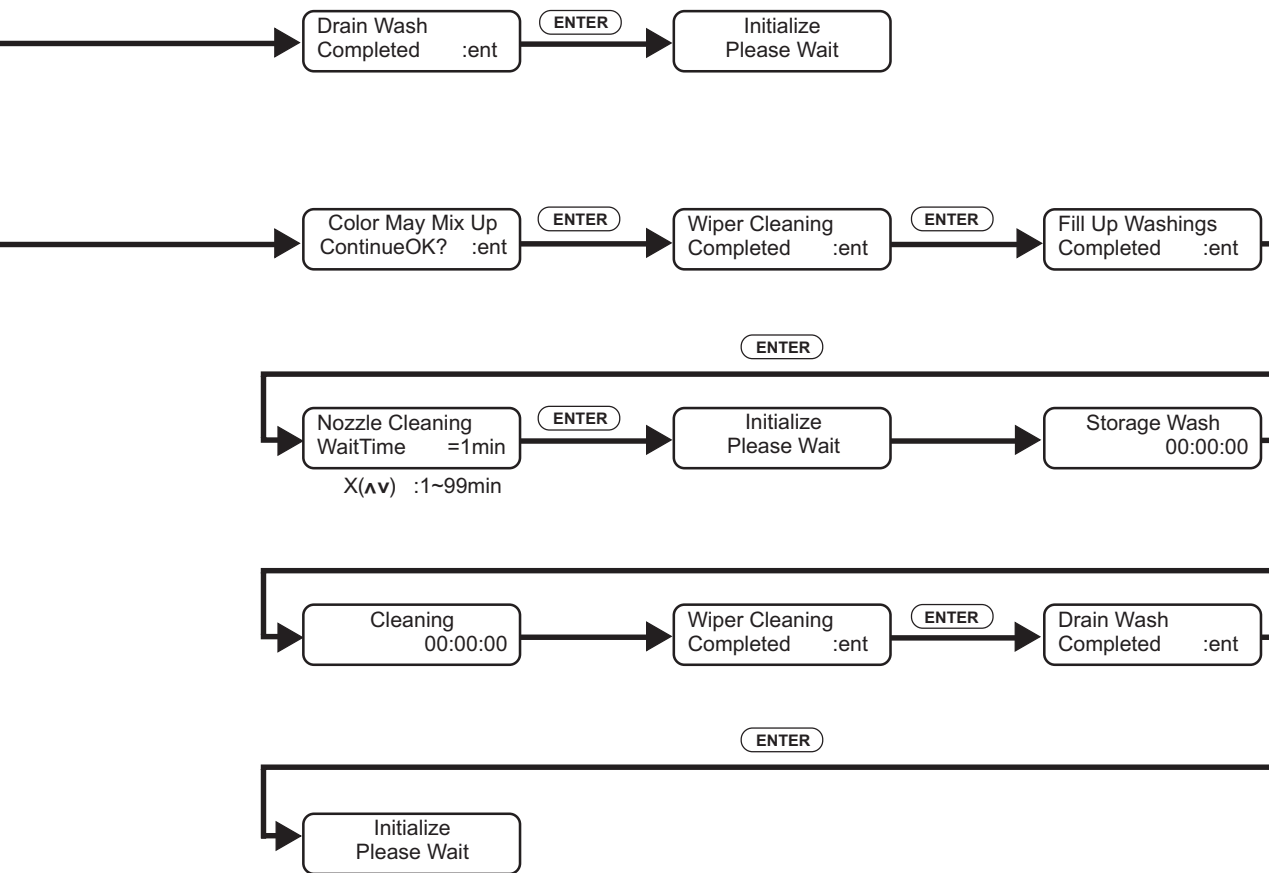 Drain Wash
Completed :ent
ENTER
Initialize
Please Wait
Color May Mix Up
ContinueOK? :ent
ENTER
Wiper Cleaning
Completed :ent
ENTER
Fill Up Washings
Completed :ent
ENTER
Nozzle Cleaning
WaitTime =1min
X(∧∨) :1~99min
ENTER
Initialize
Please Wait
Storage Wash
00:00:00
Cleaning
00:00:00
Wiper Cleaning
Completed :ent
ENTER
Drain Wash
Completed :ent
ENTER
Initialize
Please Wait